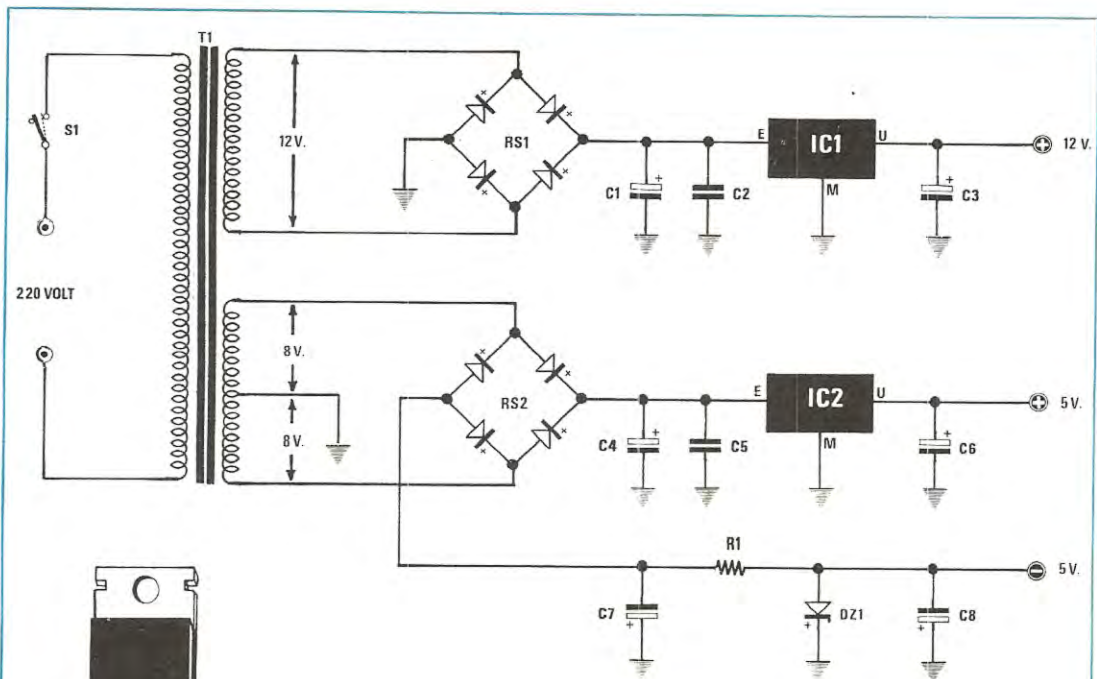 T1
S1
12 V.
RS1
C1
+
C2
E
IC1
U
M
+
C3
12 V.
220 VOLT
8 V.
8 V.
RS2
+
C4
C5
E
IC2
U
M
+
C6
5 V.
R1
C7
+
DZ1
+
C8
+
5 V.